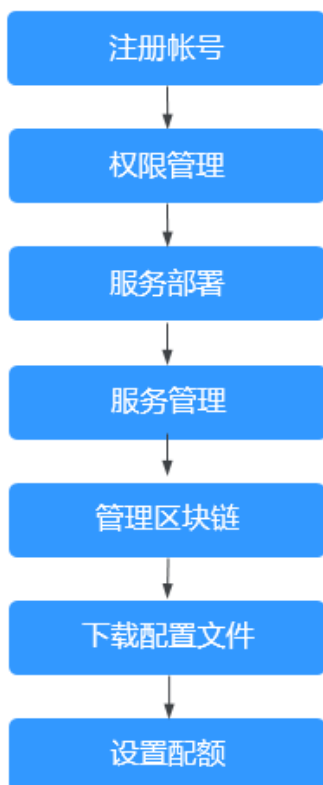 注册帐号
权限管理
服务部署
服务管理
管理区块链
下载配置文件
设置配额